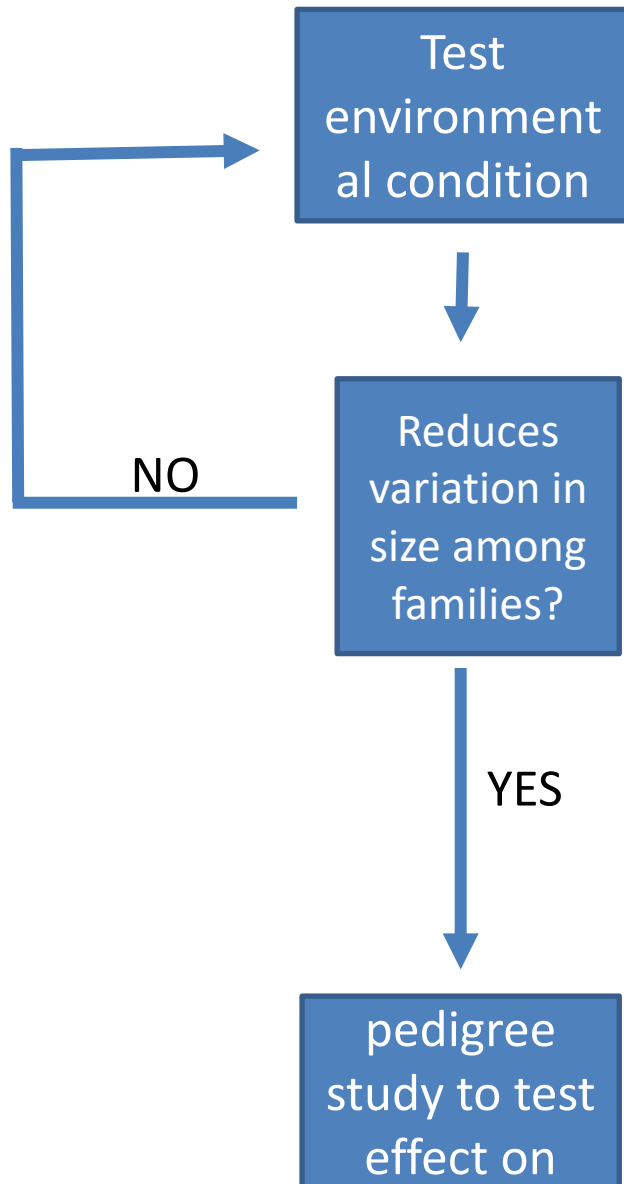 Test
environment
al condition
Reduces
variation in
size among
families?
NO
YES
pedigree
study to test
effect on